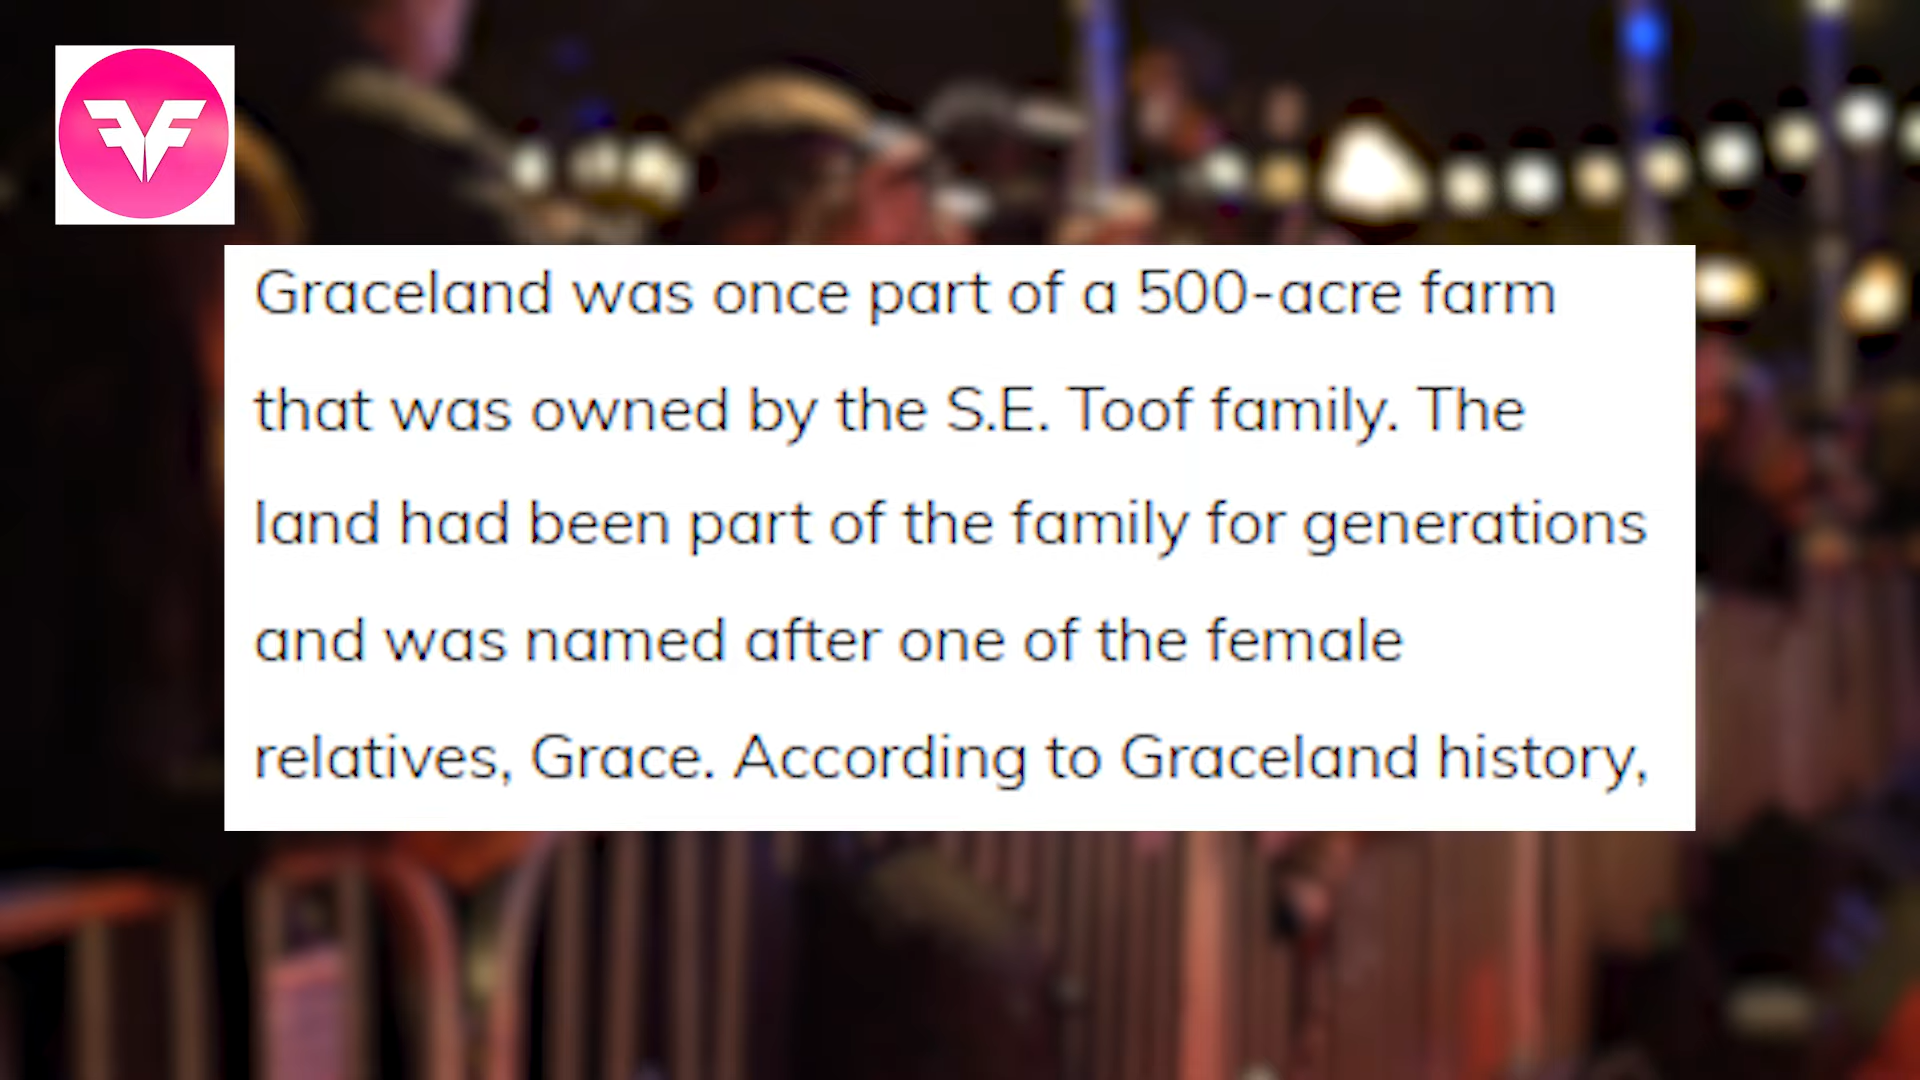 Graceland was once part of a 500-acre farm
that was owned by the S.E. Toof family. The
land had been part of the family for generations
and was named after one of the female
relatives, Grace. According to Graceland history,